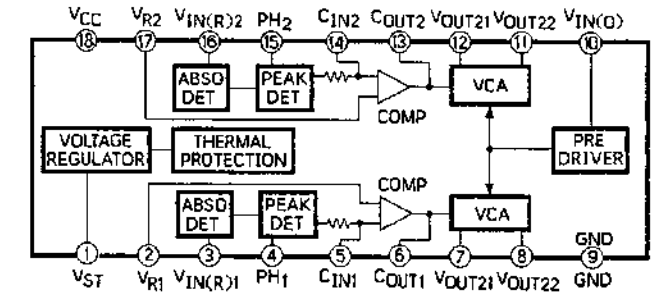 VCC VR2 VIN(R)2 PH2 CIN2 COUT2 VOUT21 VOUT22 VIN(O)
18 17 16 15 14 13 12 11 10
ABSO DET
PEAK DET
COMP
VCA
VOLTAGE REGULATOR
THERMAL PROTECTION
PRE DRIVER
ABSO DET
PEAK DET
COMP
VCA
GND
1 2 3 4 5 6 7 8 9
VST VR1 VIN(R)1 PH1 CIN1 COUT1 VOUT21 VOUT22 GND